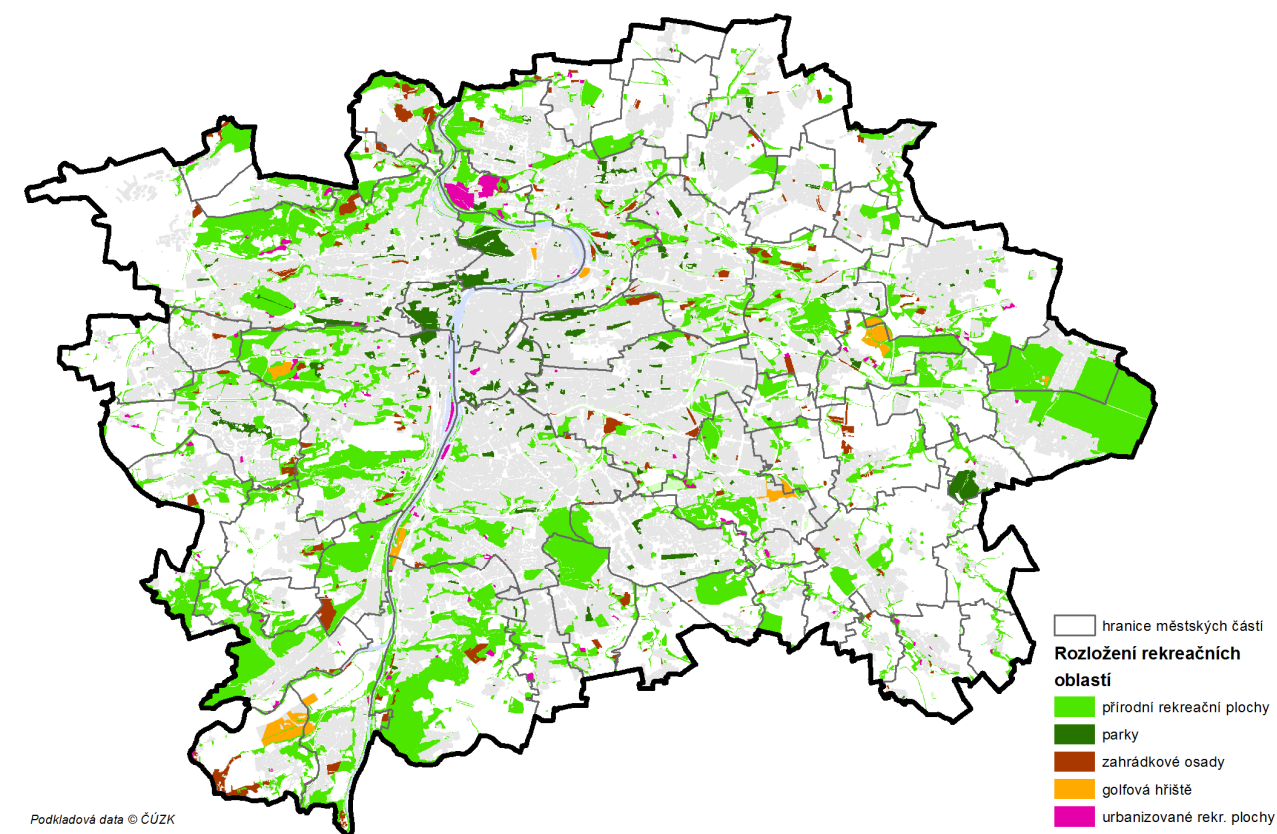 hranice městských částí
Rozložení rekreačních
oblastí
přírodní rekreační plochy
parky
zahrádkové osady
golfová hřiště
urbanizované rekr. plochy
Podkladová data © ČÚZK